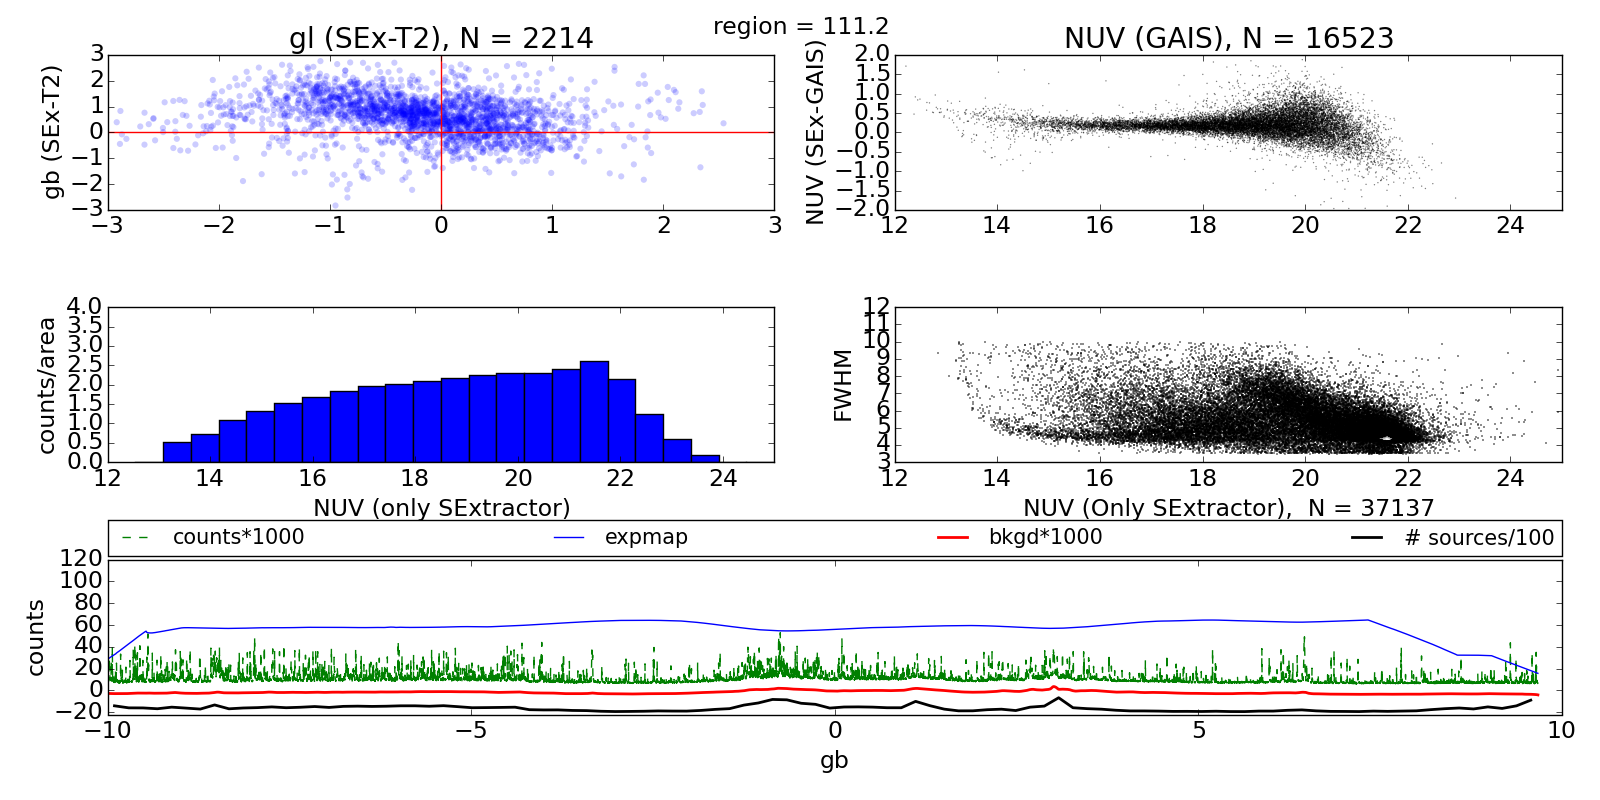 region = 111.2
gl (SEx-T2), N = 2214
gb (SEx-T2)
3
2
1
0
−1
−2
−3
−3 −2 −1 0 1 2 3
NUV (GAIS), N = 16523
NUV (SEx-GAIS)
2.0
1.5
1.0
0.5
0.0
−0.5
−1.0
−1.5
−2.0
12 14 16 18 20 22 24
counts/area
4.0
3.5
3.0
2.5
2.0
1.5
1.0
0.5
0.0
12 14 16 18 20 22 24
NUV (only SExtractor)
FWHM
12
11
10
9
8
7
6
5
4
3
12 14 16 18 20 22 24
NUV (Only SExtractor), N = 37137
counts*1000 expmap bkgd*1000 # sources/100
counts
120
100
80
60
40
20
0
−20
−10 −5 0 5 10
gb